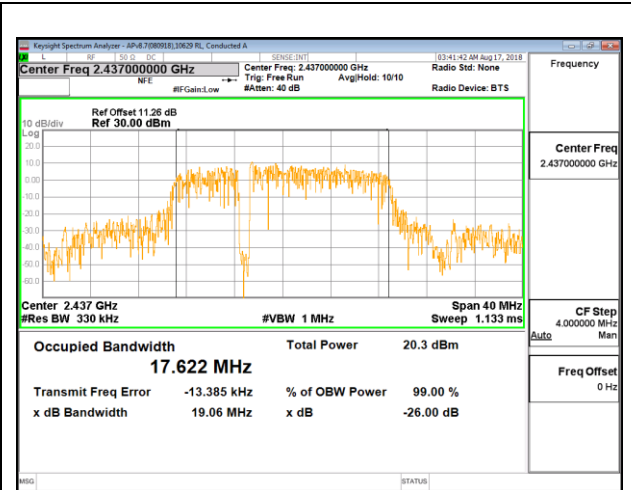 Keysight Spectrum Analyzer - APv8.7(080918),10629 RL, Conducted A
L RF 50 Ω DC SENSE:INT 03:41:42 AM Aug 17, 2018
Center Freq 2.437000000 GHz Center Freq: 2.437000000 GHz Radio Std: None Frequency
NFE Trig: Free Run Avg|Hold: 10/10
#IFGain:Low #Atten: 40 dB Radio Device: BTS
Ref Offset 11.26 dB
10 dB/div Ref 30.00 dBm
Log
20.0
10.0
0.00
-10.0
-20.0
-30.0
-40.0
-50.0
-60.0
Center Freq
2.437000000 GHz
Center 2.437 GHz Span 40 MHz
#Res BW 330 kHz #VBW 1 MHz Sweep 1.133 ms
CF Step
4.000000 MHz
Auto Man
Occupied Bandwidth Total Power 20.3 dBm
17.622 MHz
Freq Offset
0 Hz
Transmit Freq Error -13.385 kHz % of OBW Power 99.00 %
x dB Bandwidth 19.06 MHz x dB -26.00 dB
MSG STATUS